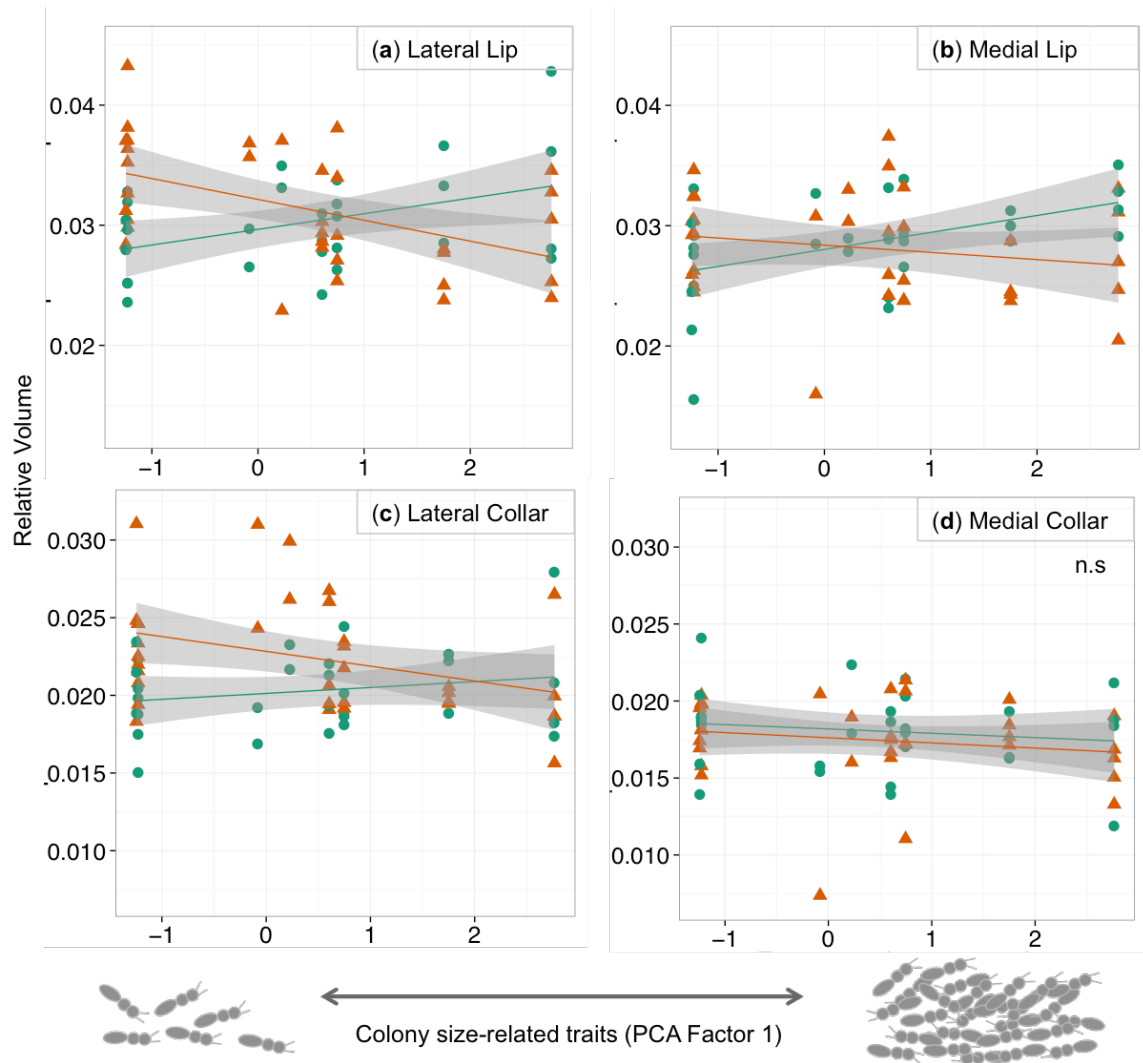 (a) Lateral Lip
(b) Medial Lip
0.04
0.03
0.02
−1 0 1 2
0.04
0.03
0.02
−1 0 1 2
Relative Volume
(c) Lateral Collar
(d) Medial Collar
n.s
0.030
0.025
0.020
0.015
0.010
−1 0 1 2
0.030
0.025
0.020
0.015
0.010
−1 0 1 2
Colony size-related traits (PCA Factor 1)